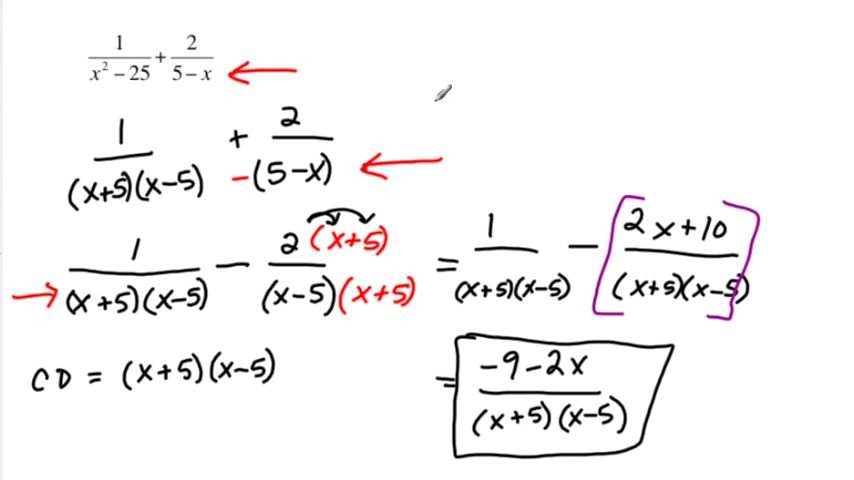 1/(x² − 25) + 2/(5 − x)
1/((x+5)(x−5)) + 2/(−(5−x))
1/((x+5)(x−5)) − 2(x+5)/((x−5)(x+5)) = 1/((x+5)(x−5)) − [(2x+10)/((x+5)(x−5))]
CD = (x+5)(x−5)
= (−9−2x)/((x+5)(x−5))